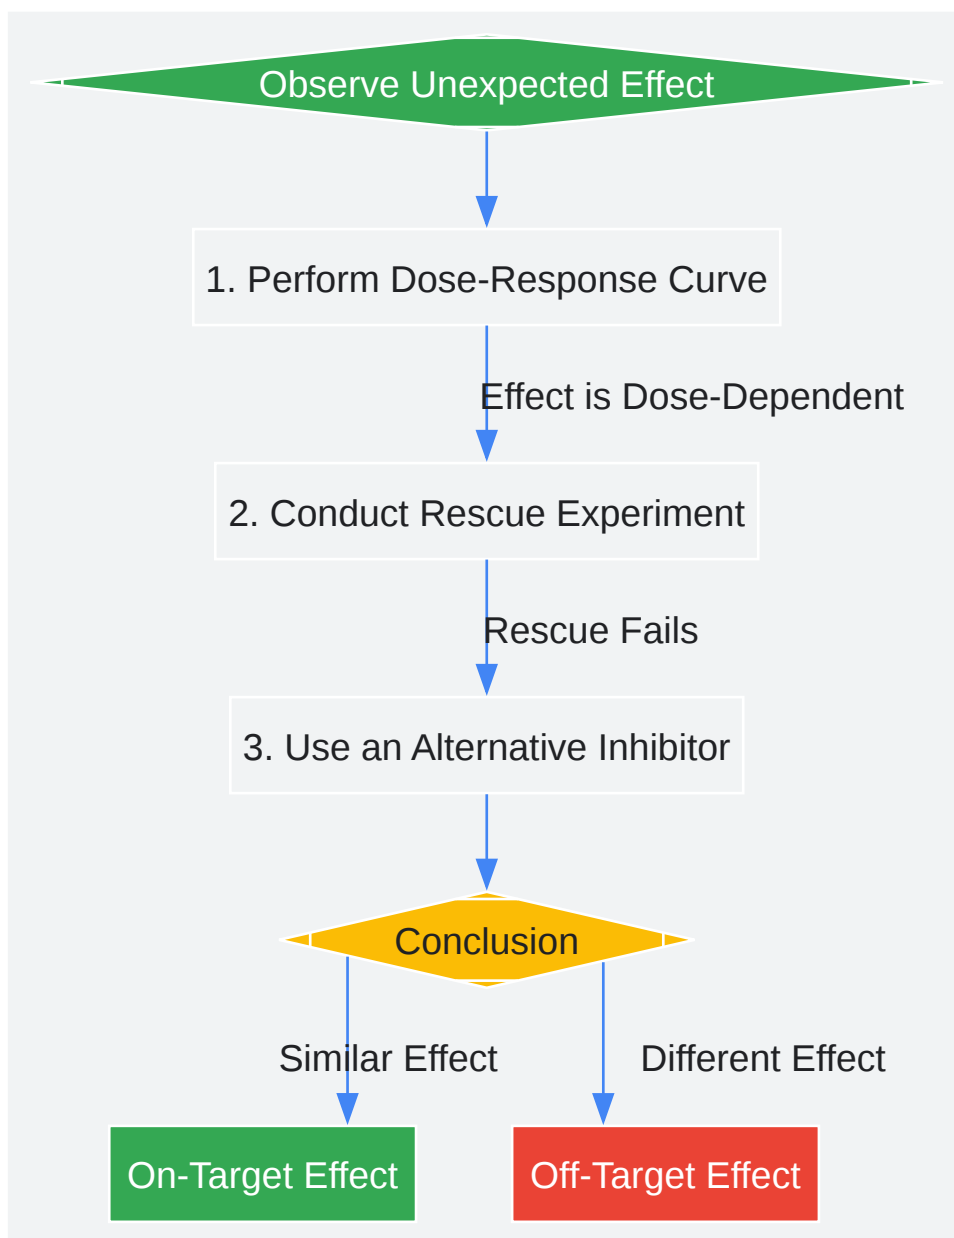 Observe Unexpected Effect
1. Perform Dose-Response Curve
Effect is Dose-Dependent
2. Conduct Rescue Experiment
Rescue Fails
3. Use an Alternative Inhibitor
Conclusion
Similar Effect
Different Effect
On-Target Effect
Off-Target Effect